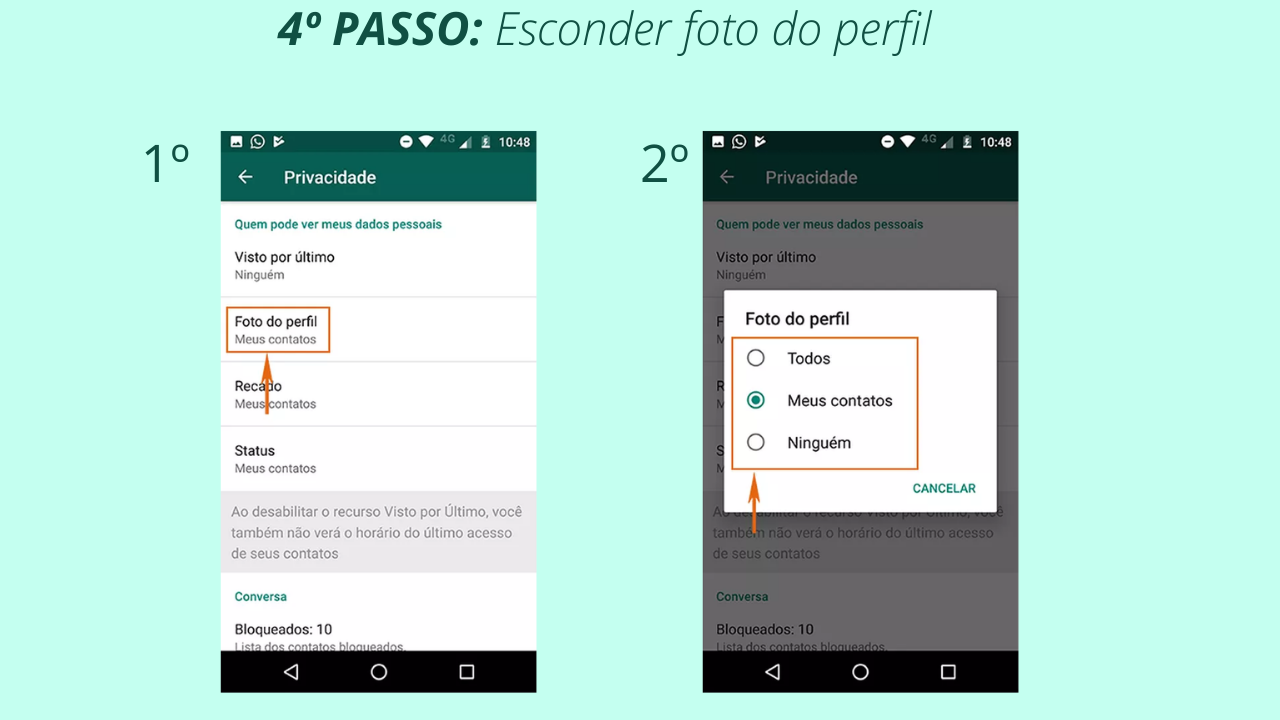 4º PASSO: Esconder foto do perfil
1º
4G 10:48
Privacidade
Quem pode ver meus dados pessoais
Visto por último
Ninguém
Foto do perfil
Meus contatos
Recado
Meus contatos
Status
Meus contatos
Ao desabilitar o recurso Visto por Último, você
também não verá o horário do último acesso
de seus contatos
Conversa
Bloqueados: 10
Lista dos contatos bloqueados.
2º
4G 10:48
Privacidade
Quem pode ver meus dados pessoais
Visto por último
Ninguém
Foto do perfil
Todos
Meus contatos
Ninguém
CANCELAR
Ao desabilitar o recurso Visto por Último, você
também não verá o horário do último acesso
de seus contatos
Conversa
Bloqueados: 10
Lista dos contatos bloqueados.